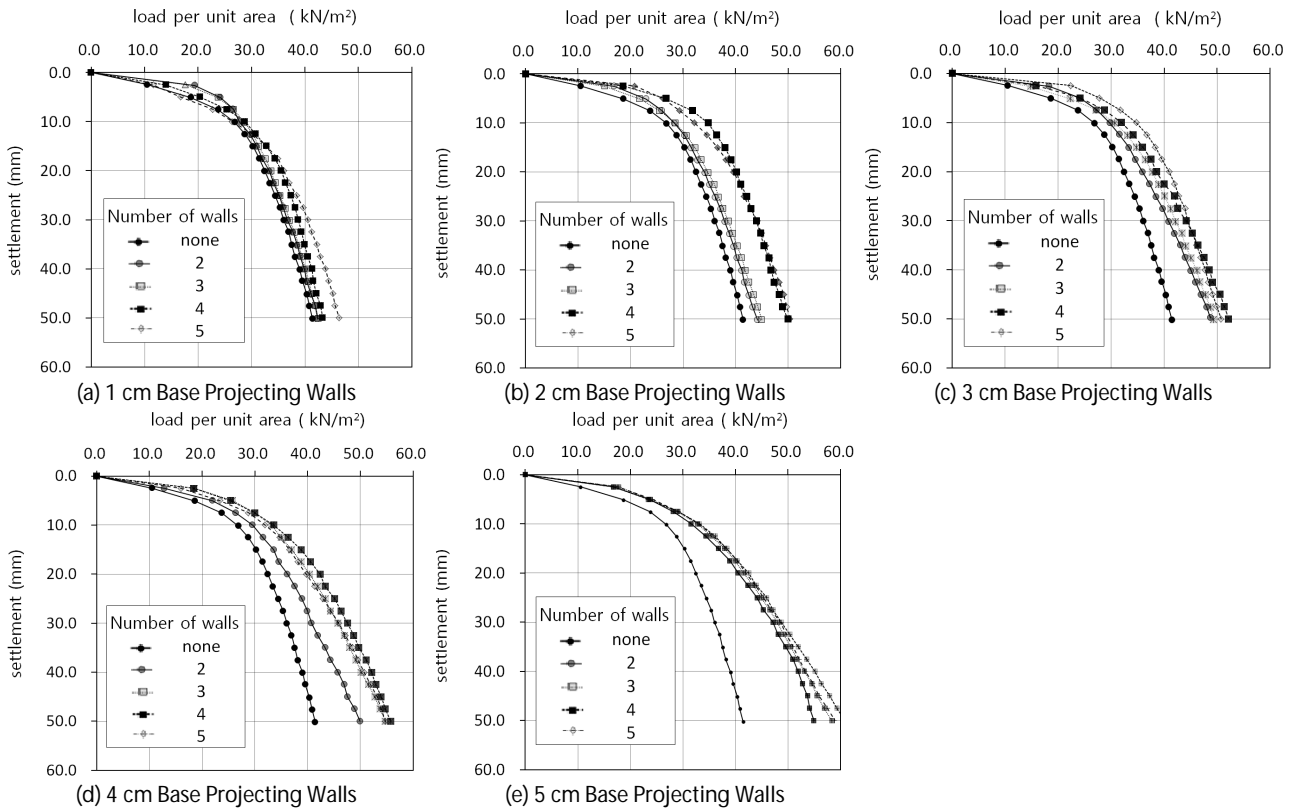 load per unit area ( kN/m²)
0.0 10.0 20.0 30.0 40.0 50.0 60.0
0.0
10.0
20.0
30.0
40.0
50.0
60.0
settlement (mm)
Number of walls
none
2
3
4
5
(a) 1 cm Base Projecting Walls
load per unit area ( kN/m²)
0.0 10.0 20.0 30.0 40.0 50.0 60.0
0.0
10.0
20.0
30.0
40.0
50.0
60.0
settlement (mm)
Number of walls
none
2
3
4
5
(b) 2 cm Base Projecting Walls
load per unit area ( kN/m²)
0.0 10.0 20.0 30.0 40.0 50.0 60.0
0.0
10.0
20.0
30.0
40.0
50.0
60.0
settlement (mm)
Number of walls
none
2
3
4
5
(c) 3 cm Base Projecting Walls
load per unit area ( kN/m²)
0.0 10.0 20.0 30.0 40.0 50.0 60.0
0.0
10.0
20.0
30.0
40.0
50.0
60.0
settlement (mm)
Number of walls
none
2
3
4
5
(d) 4 cm Base Projecting Walls
load per unit area ( kN/m²)
0.0 10.0 20.0 30.0 40.0 50.0 60.0
0.0
10.0
20.0
30.0
40.0
50.0
60.0
settlement (mm)
Number of walls
none
2
3
4
5
(e) 5 cm Base Projecting Walls